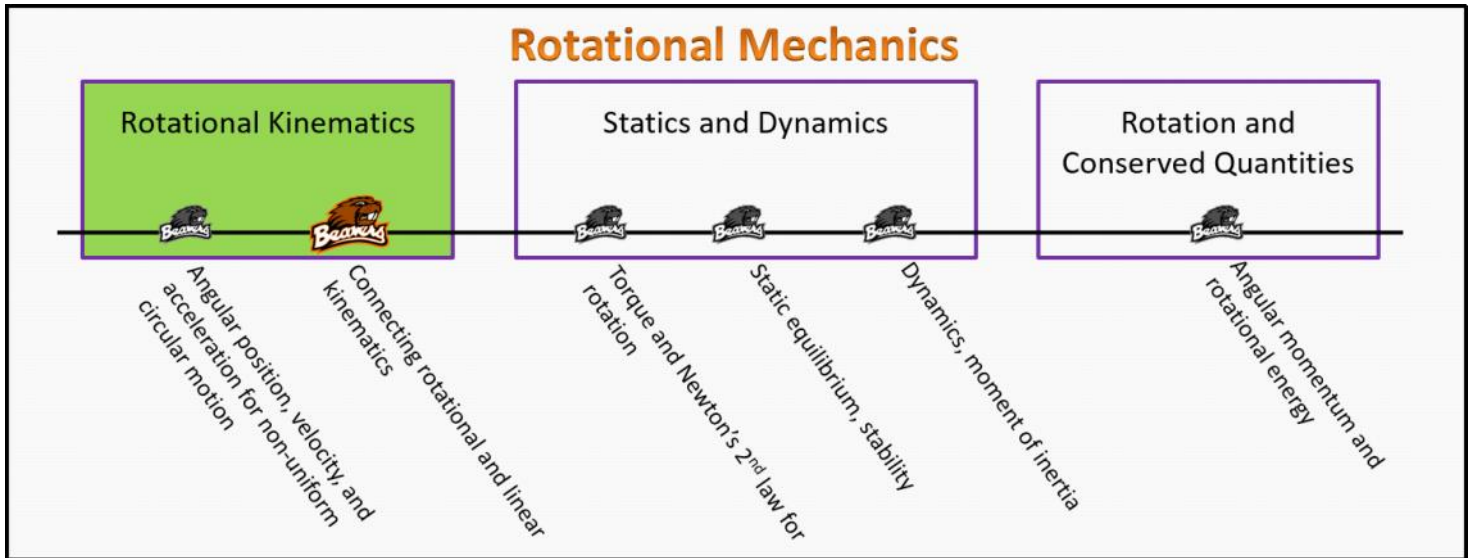 Rotational Mechanics
Rotational Kinematics
Statics and Dynamics
Rotation and
Conserved Quantities
Beavers
Beavers
Beavers
Beavers
Beavers
Beavers
Angular position, velocity, and
acceleration for non-uniform
circular motion
Connecting rotational and linear
kinematics
Torque and Newton's 2nd law for
rotation
Static equilibrium, stability
Dynamics, moment of inertia
Angular momentum and
rotational energy